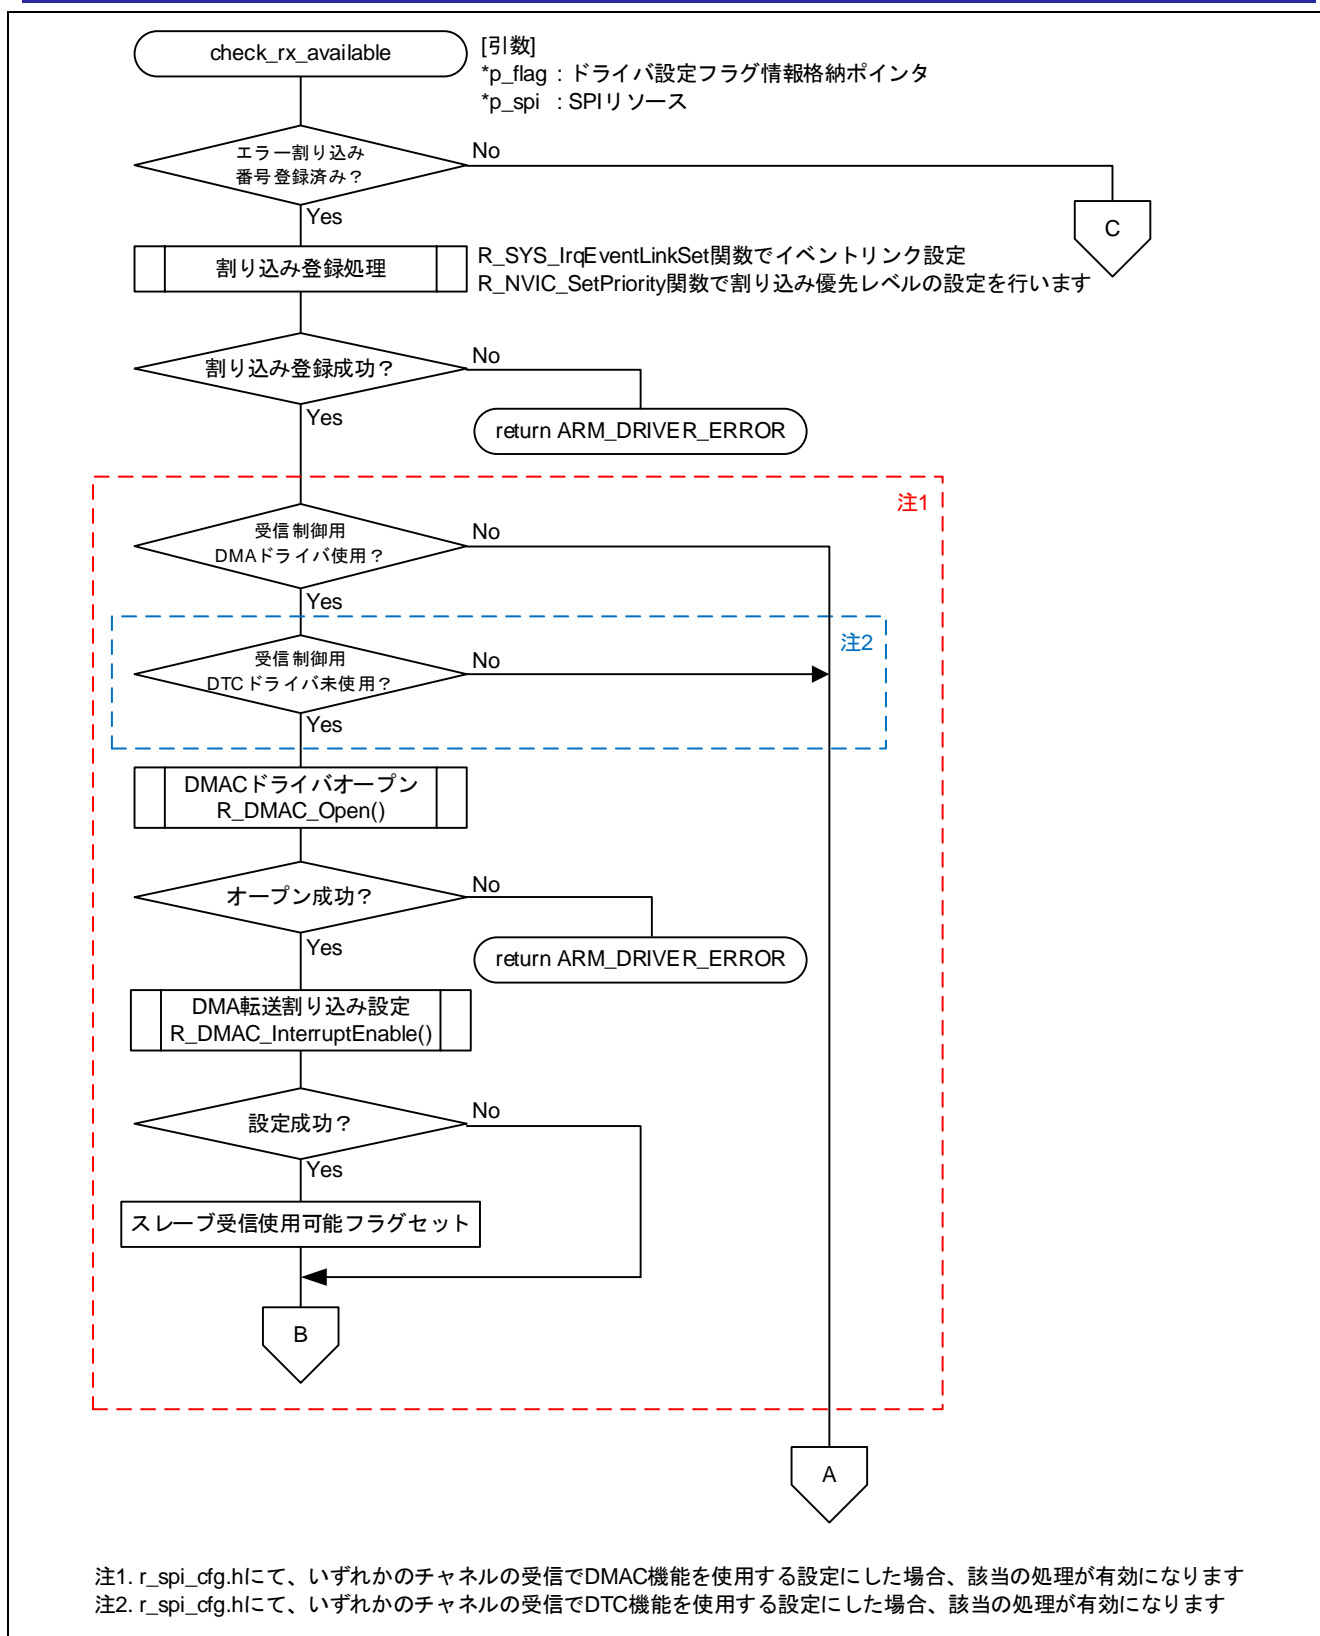 check_rx_available
[引数]
*p_flag : ドライバ設定フラグ情報格納ポインタ
*p_spi : SPIリソース
エラー割り込み
番号登録済み？
No
Yes
C
割り込み登録処理
R_SYS_IrqEventLinkSet関数でイベントリンク設定
R_NVIC_SetPriority関数で割り込み優先レベルの設定を行います
割り込み登録成功？
No
Yes
return ARM_DRIVER_ERROR
注1
受信制御用
DMAドライバ使用？
No
Yes
注2
受信制御用
DTCドライバ未使用？
No
Yes
DMACドライバオープン
R_DMAC_Open()
オープン成功？
No
Yes
return ARM_DRIVER_ERROR
DMA転送割り込み設定
R_DMAC_InterruptEnable()
設定成功？
No
Yes
スレーブ受信使用可能フラグセット
B
A
注1. r_spi_cfg.hにて、いずれかのチャネルの受信でDMAC機能を使用する設定にした場合、該当の処理が有効になります
注2. r_spi_cfg.hにて、いずれかのチャネルの受信でDTC機能を使用する設定にした場合、該当の処理が有効になります